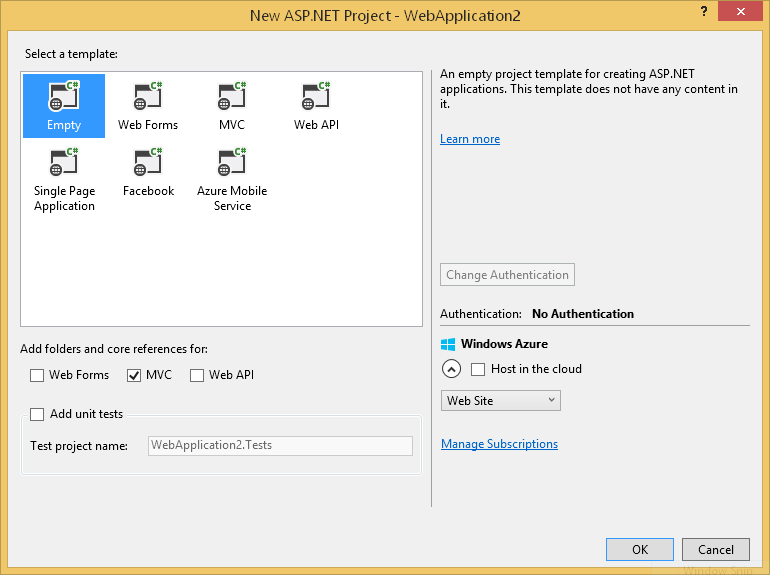 New ASP.NET Project - WebApplication2
?
Select a template:
C# C# C# C#
Empty Web Forms MVC Web API
C# C# C#
Single Page Facebook Azure Mobile
Application Service
An empty project template for creating ASP.NET
applications. This template does not have any content in
it.
Learn more
Change Authentication
Authentication: No Authentication
Add folders and core references for:
Web Forms MVC Web API
Add unit tests
Test project name: WebApplication2.Tests
Windows Azure
Host in the cloud
Web Site
Manage Subscriptions
OK Cancel
Window Snip